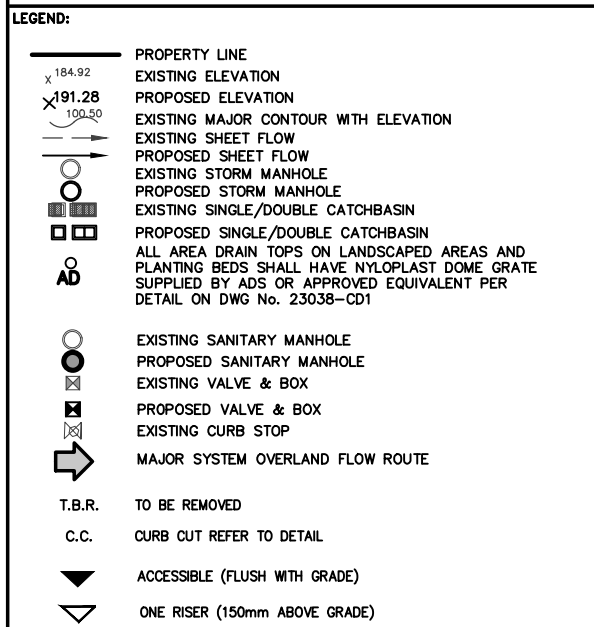 LEGEND:
PROPERTY LINE
x 184.92 EXISTING ELEVATION
×191.28 PROPOSED ELEVATION
100.50 EXISTING MAJOR CONTOUR WITH ELEVATION
EXISTING SHEET FLOW
PROPOSED SHEET FLOW
EXISTING STORM MANHOLE
PROPOSED STORM MANHOLE
EXISTING SINGLE/DOUBLE CATCHBASIN
PROPOSED SINGLE/DOUBLE CATCHBASIN
ALL AREA DRAIN TOPS ON LANDSCAPED AREAS AND
AD PLANTING BEDS SHALL HAVE NYLOPLAST DOME GRATE
SUPPLIED BY ADS OR APPROVED EQUIVALENT PER
DETAIL ON DWG No. 23038-CD1
EXISTING SANITARY MANHOLE
PROPOSED SANITARY MANHOLE
EXISTING VALVE & BOX
PROPOSED VALVE & BOX
EXISTING CURB STOP
MAJOR SYSTEM OVERLAND FLOW ROUTE
T.B.R. TO BE REMOVED
C.C. CURB CUT REFER TO DETAIL
ACCESSIBLE (FLUSH WITH GRADE)
ONE RISER (150mm ABOVE GRADE)